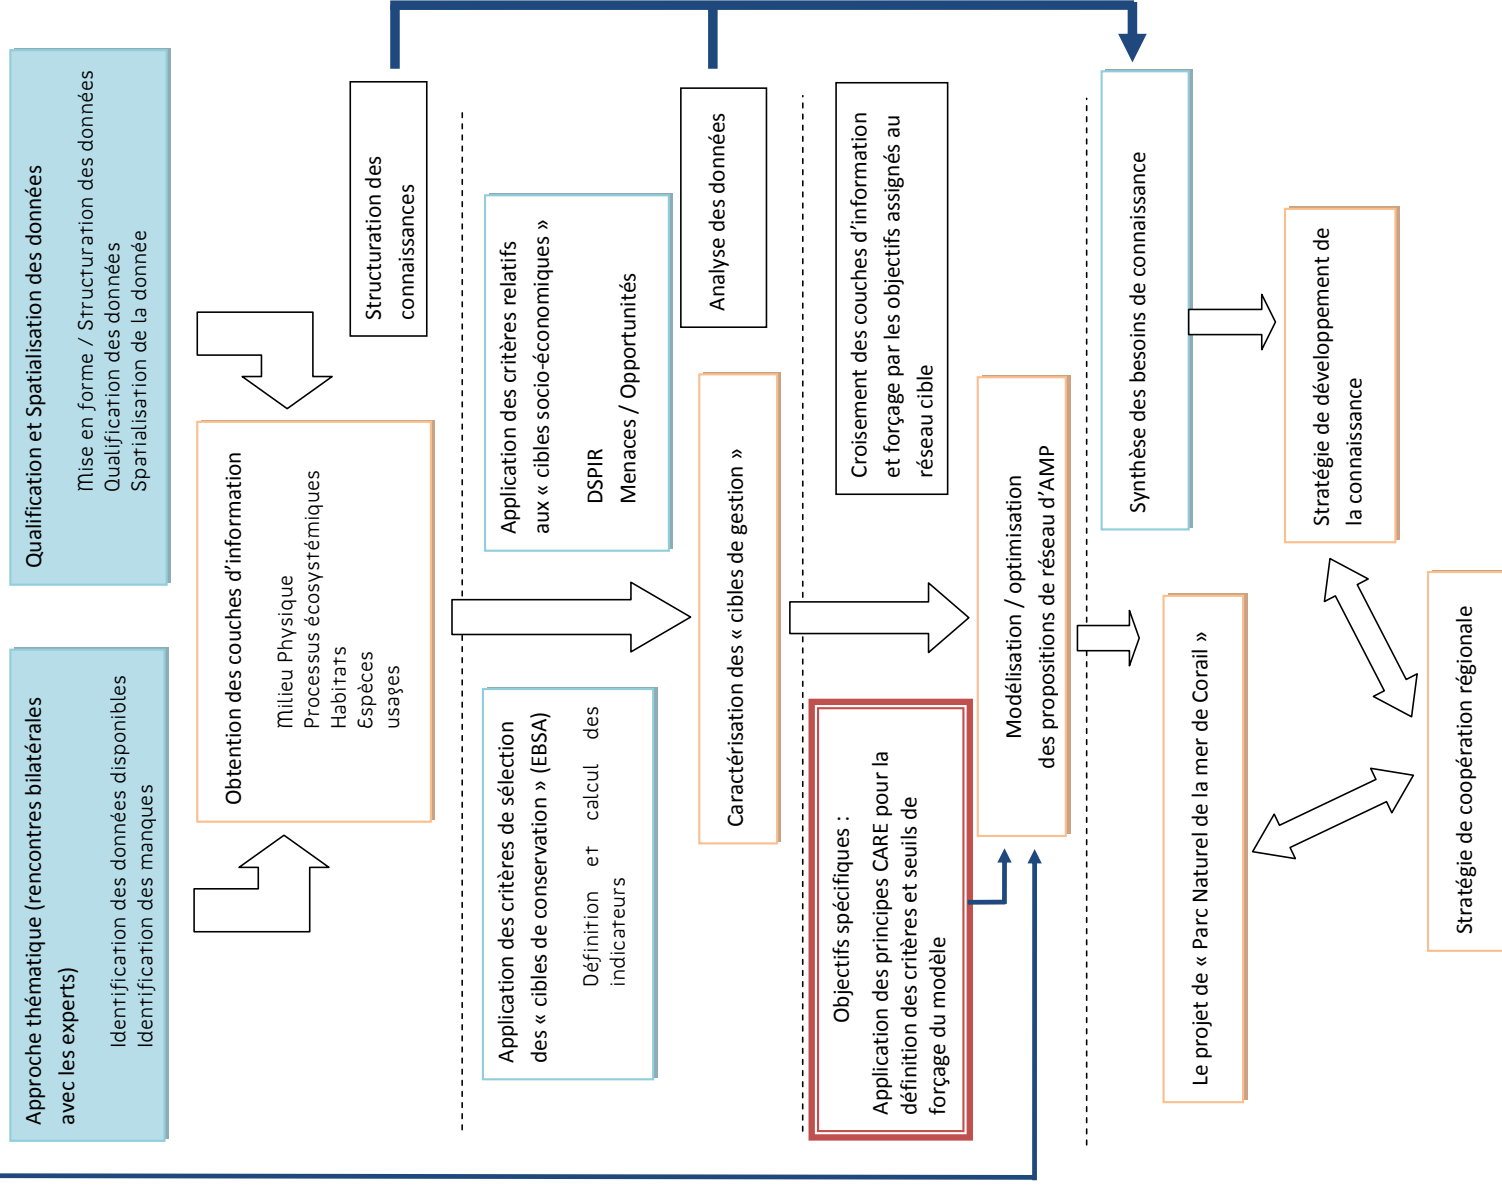 Approche thématique (rencontres bilatérales
avec les experts)
Identification des données disponibles
Identification des manques
Qualification et Spatialisation des données
Mise en forme / Structuration des données
Qualification des données
Spatialisation de la donnée
Obtention des couches d’information
Milieu Physique
Processus écosystémiques
Habitats
Espèces
usages
Structuration des
connaissances
Application des critères de sélection
des « cibles de conservation » (EBSA)
Définition et calcul des
indicateurs
Application des critères relatifs
aux « cibles socio-économiques »
DSPIR
Menaces / Opportunités
Analyse des données
Caractérisation des « cibles de gestion »
Objectifs spécifiques :
Application des principes CARE pour la
définition des critères et seuils de
forçage du modèle
Croisement des couches d’information
et forçage par les objectifs assignés au
réseau cible
Modélisation / optimisation
des propositions de réseau d’AMP
Synthèse des besoins de connaissance
Le projet de « Parc Naturel de la mer de Corail »
Stratégie de développement de
la connaissance
Stratégie de coopération régionale